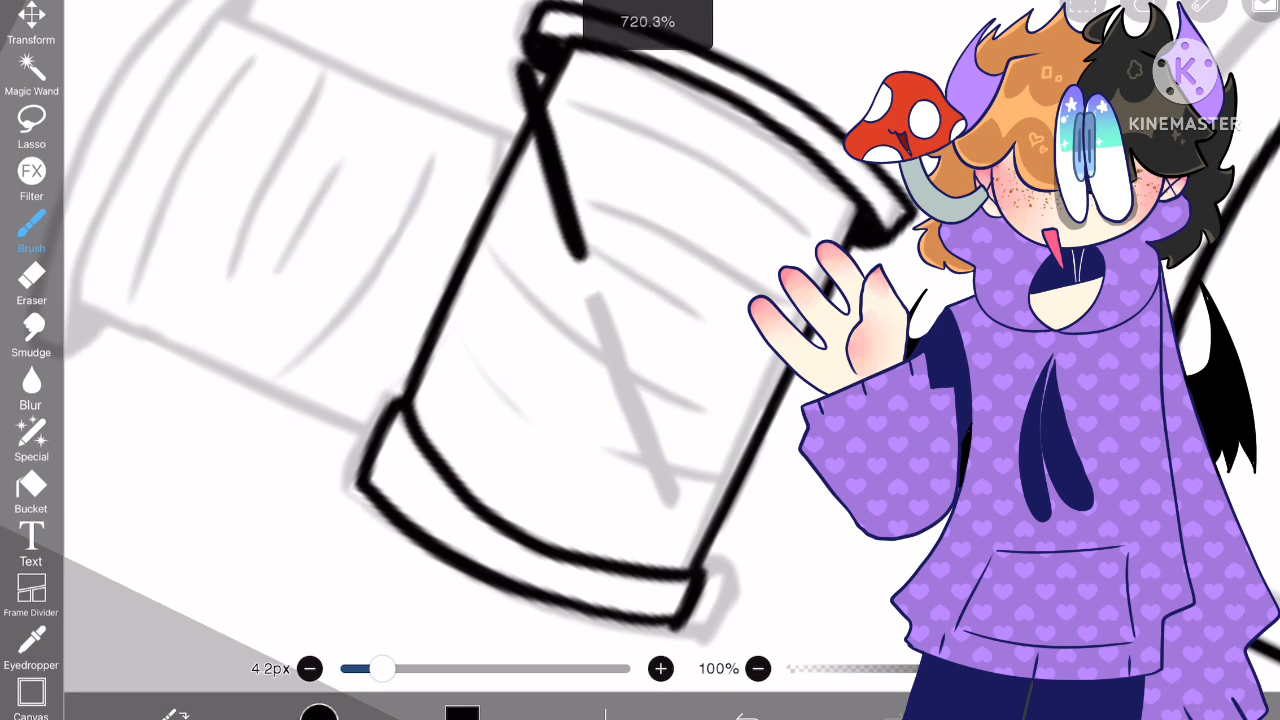 720.3%
Transform
Magic Wand
Lasso
FX
Filter
Brush
Eraser
Smudge
Blur
Special
Bucket
T
Text
Frame Divider
Eyedropper
Canvas
K
KINEMASTER
4.2px
100%